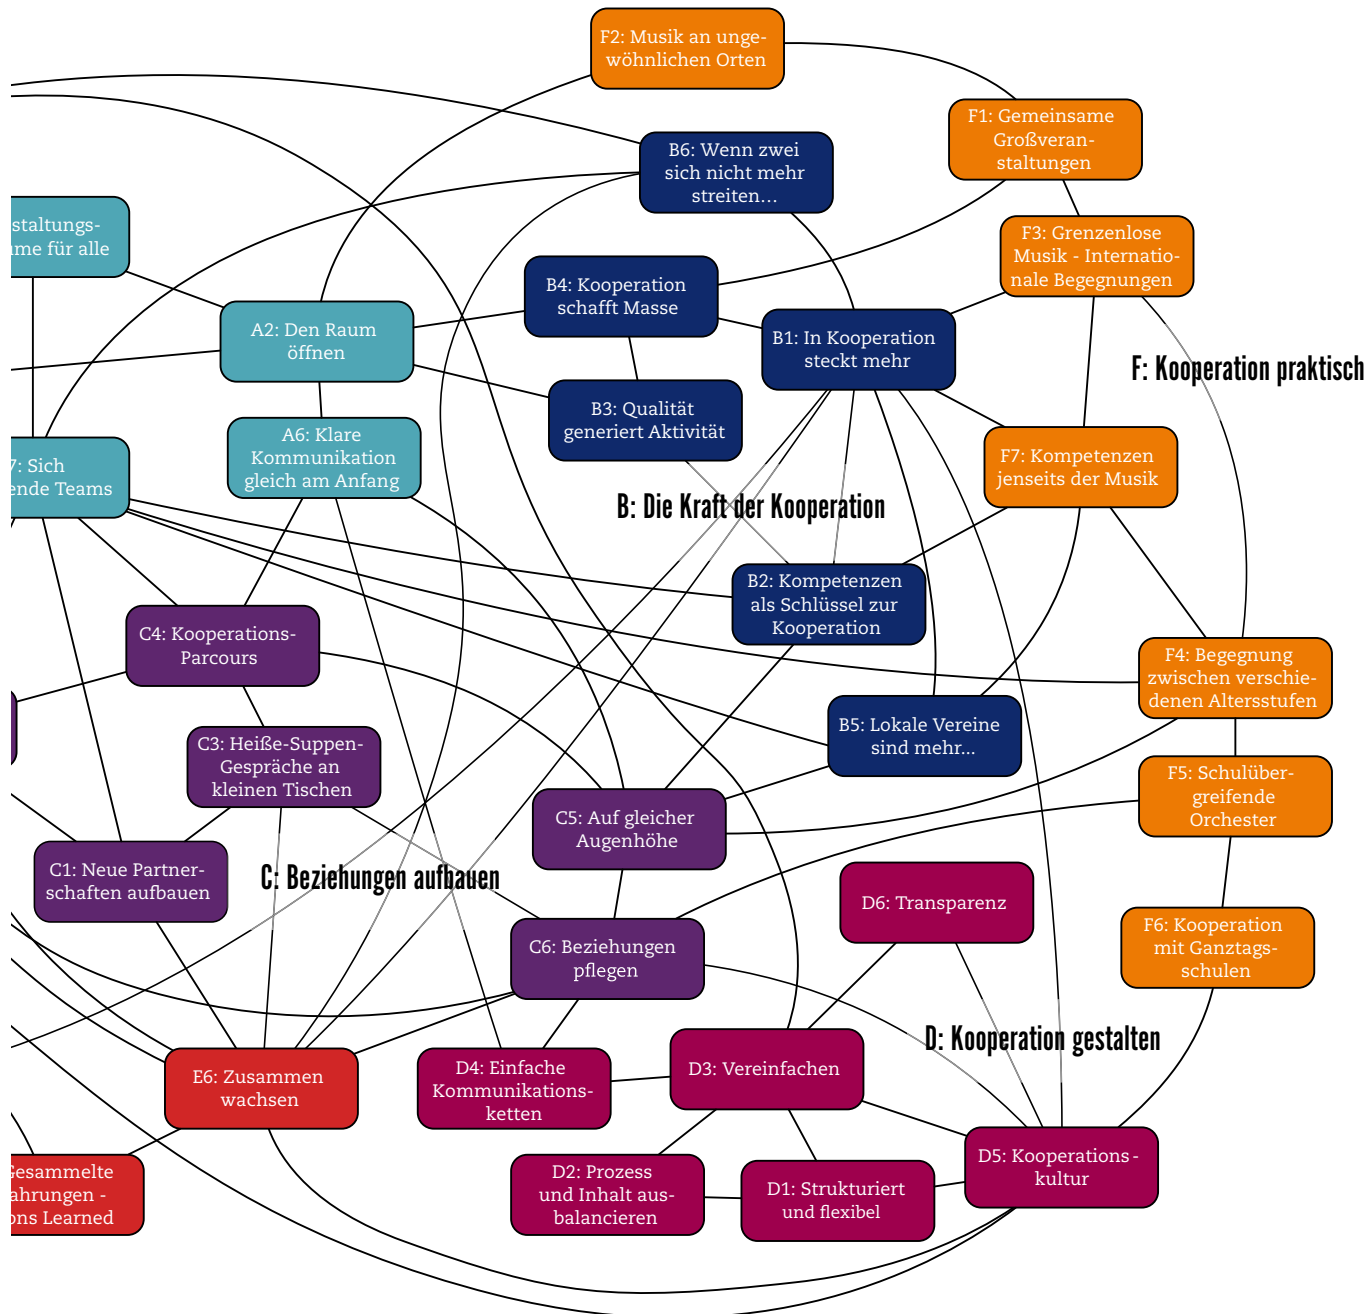 F2: Musik an unge-
wöhnlichen Orten
F1: Gemeinsame
Großveran-
staltungen
B6: Wenn zwei
sich nicht mehr
streiten...
staltungs-
me für alle
F3: Grenzenlose
Musik - Internatio-
nale Begegnungen
B4: Kooperation
schafft Masse
A2: Den Raum
öffnen
B1: In Kooperation
steckt mehr
F: Kooperation praktisch
B3: Qualität
generiert Aktivität
A6: Klare
Kommunikation
gleich am Anfang
7: Sich
ende Teams
F7: Kompetenzen
jenseits der Musik
B: Die Kraft der Kooperation
B2: Kompetenzen
als Schlüssel zur
Kooperation
C4: Kooperations-
Parcours
F4: Begegnung
zwischen verschie-
denen Altersstufen
B5: Lokale Vereine
sind mehr...
C3: Heiße-Suppen-
Gespräche an
kleinen Tischen
F5: Schulüber-
greifende
Orchester
C5: Auf gleicher
Augenhöhe
C1: Neue Partner-
schaften aufbauen
C: Beziehungen aufbauen
D6: Transparenz
F6: Kooperation
mit Ganztags-
schulen
C6: Beziehungen
pflegen
D: Kooperation gestalten
E6: Zusammen
wachsen
D4: Einfache
Kommunikations-
ketten
D3: Vereinfachen
D5: Kooperations-
kultur
Gesammelte
ahrungen -
ons Learned
D2: Prozess
und Inhalt aus-
balancieren
D1: Strukturiert
und flexibel